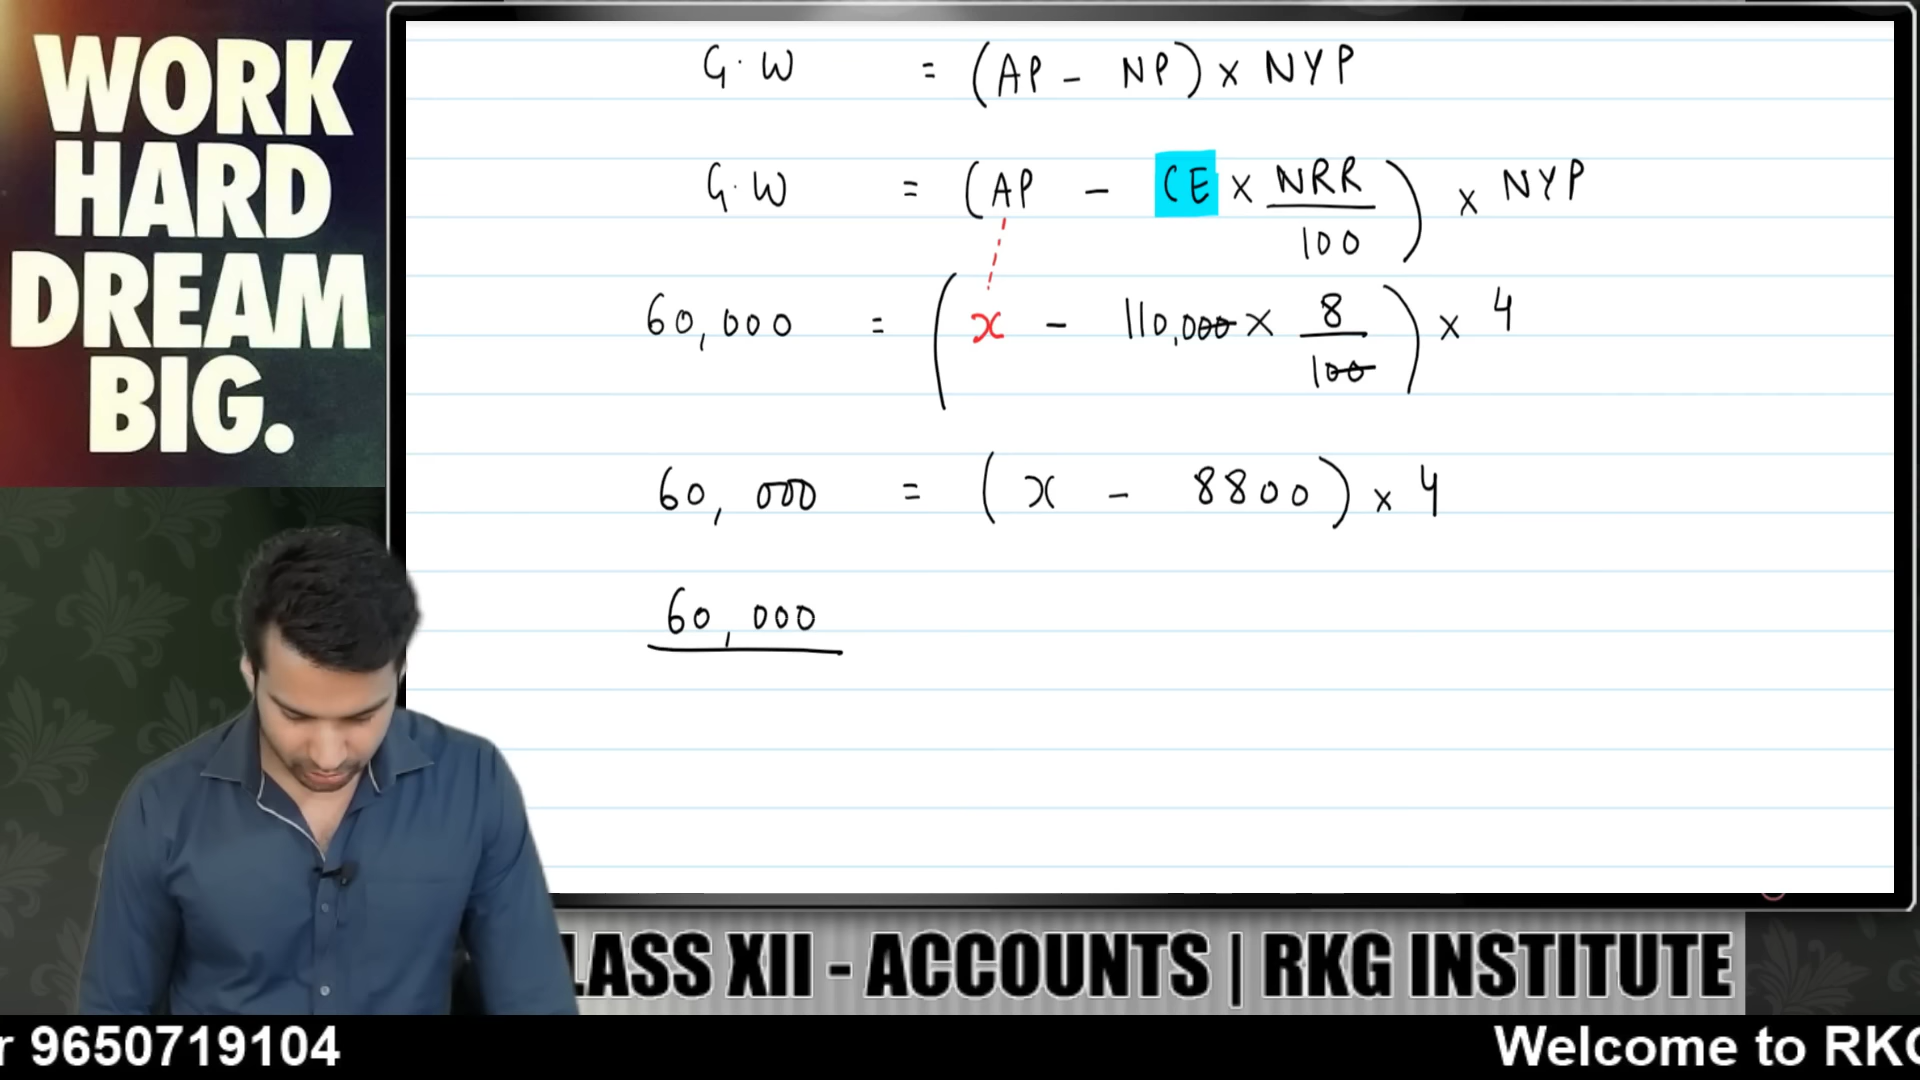 WORK
HARD
DREAM
BIG.
G.W = (AP - NP) x NYP
G.W = (AP - CE x NRR/100) x NYP
60,000 = (x - 110,000 x 8/100) x 4
60,000 = (x - 8800) x 4
60,000
LASS XII - ACCOUNTS | RKG INSTITUTE
r 9650719104
Welcome to RKG